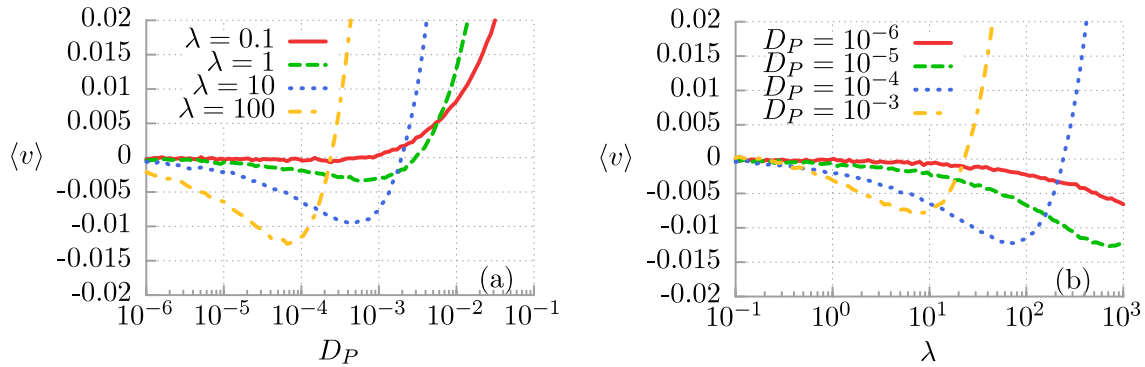 0.02
0.015
0.01
0.005
0
-0.005
-0.01
-0.015
-0.02
⟨v⟩
λ = 0.1
λ = 1
λ = 10
λ = 100
(a)
10^{-6} 10^{-5} 10^{-4} 10^{-3} 10^{-2} 10^{-1}
D_P
0.02
0.015
0.01
0.005
0
-0.005
-0.01
-0.015
-0.02
⟨v⟩
D_P = 10^{-6}
D_P = 10^{-5}
D_P = 10^{-4}
D_P = 10^{-3}
(b)
10^{-1} 10^{0} 10^{1} 10^{2} 10^{3}
λ